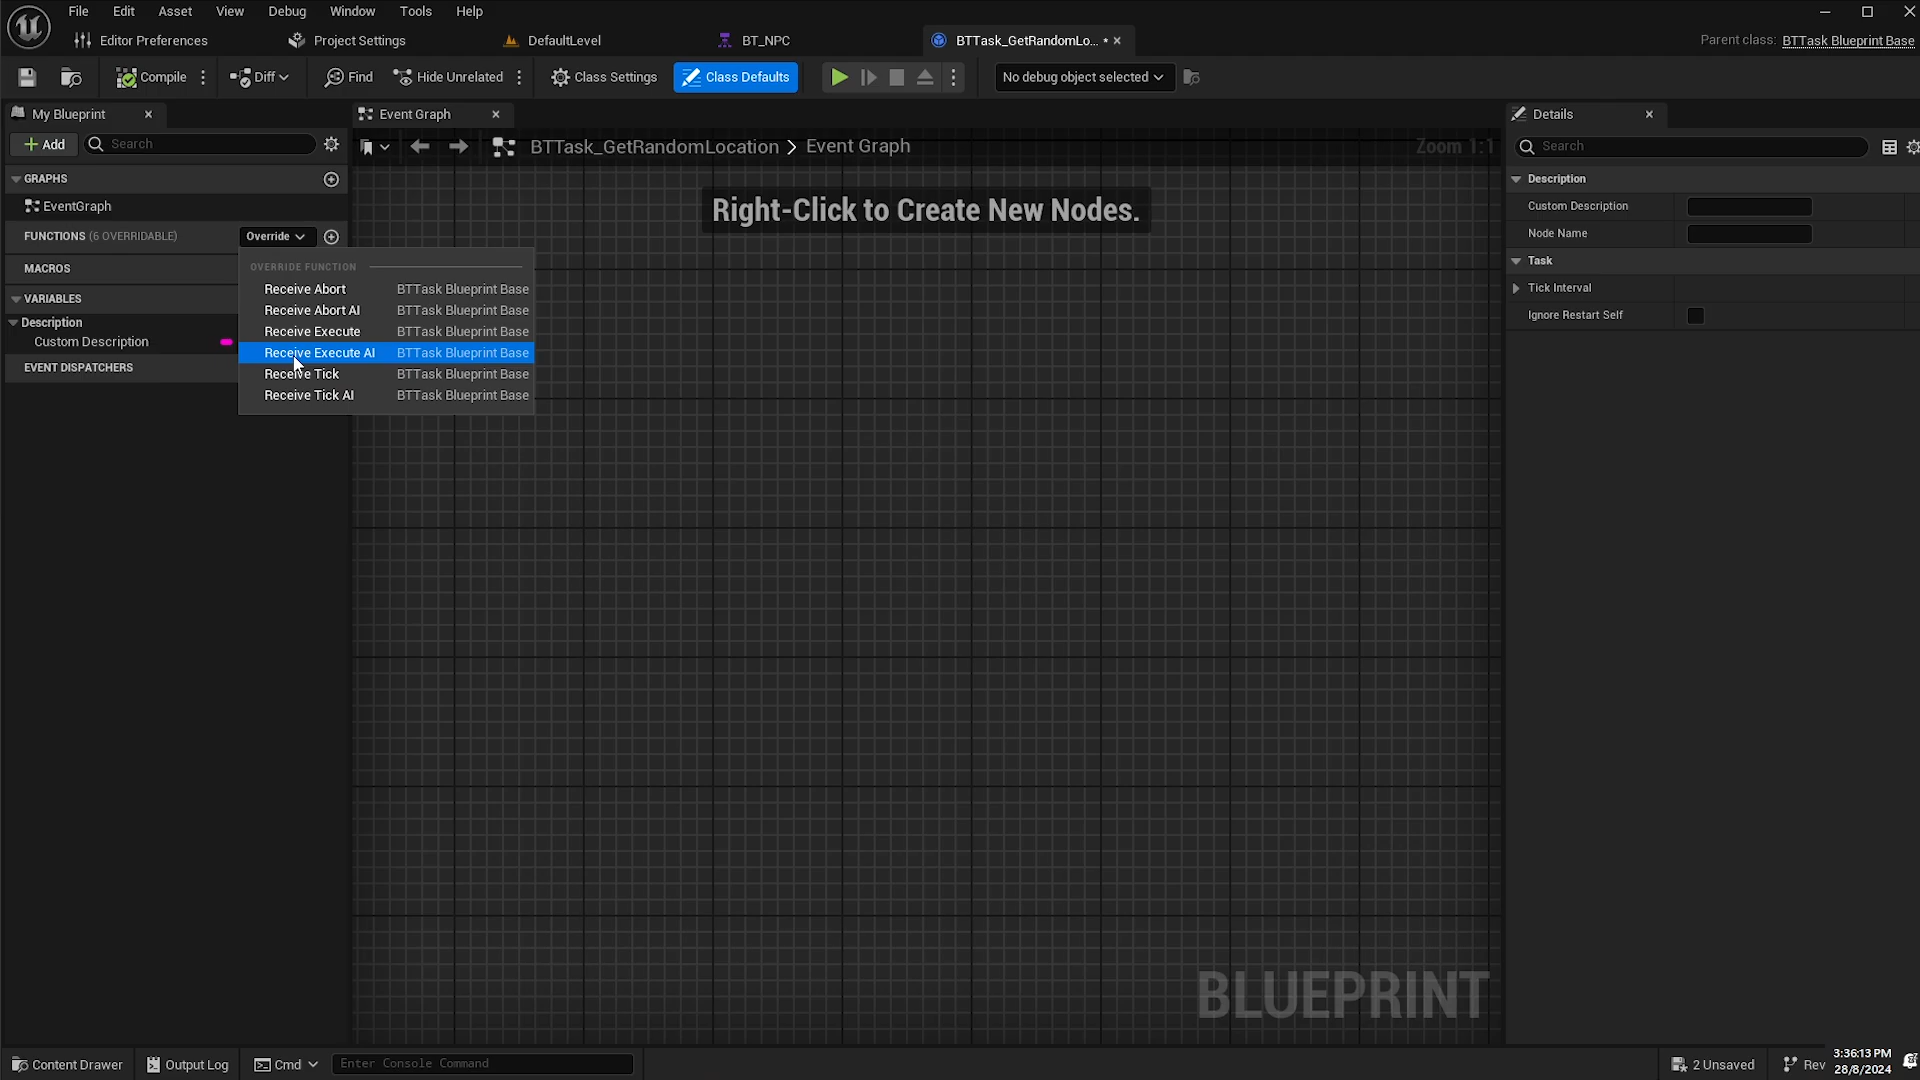 File Edit Asset View Debug Window Tools Help
Editor Preferences Project Settings DefaultLevel BT_NPC BTTask_GetRandomLo... • Parent class: BTTask Blueprint Base
Compile Diff Find Hide Unrelated Class Settings Class Defaults No debug object selected
My Blueprint Event Graph Details
Add Search BTTask_GetRandomLocation > Event Graph Zoom 1:1 Search
GRAPHS Description
EventGraph Right-Click to Create New Nodes. Custom Description
FUNCTIONS (6 OVERRIDABLE) Override Node Name
OVERRIDE FUNCTION Task
MACROS
Receive Abort BTTask Blueprint Base Tick Interval
VARIABLES
Receive Abort AI BTTask Blueprint Base Ignore Restart Self
Description
Receive Execute BTTask Blueprint Base
Custom Description
Receive Execute AI BTTask Blueprint Base
EVENT DISPATCHERS
Receive Tick BTTask Blueprint Base
Receive Tick AI BTTask Blueprint Base
BLUEPRINT
Content Drawer Output Log Cmd Enter Console Command 2 Unsaved Rev 3:36:13 PM
28/8/2024